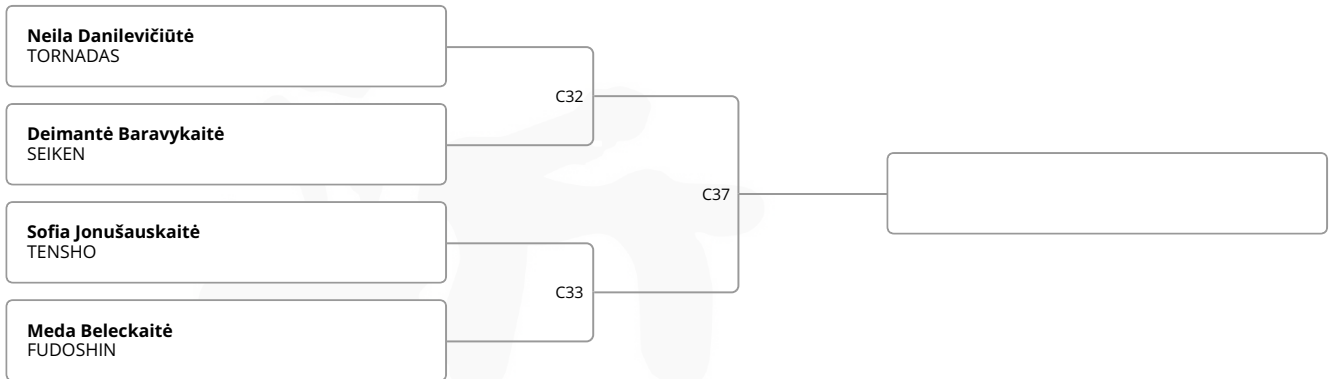 Neila Danilevičiūtė
TORNADAS
C32
Deimantė Baravykaitė
SEIKEN
C37
Sofia Jonušauskaitė
TENSHO
C33
Meda Beleckaitė
FUDOSHIN